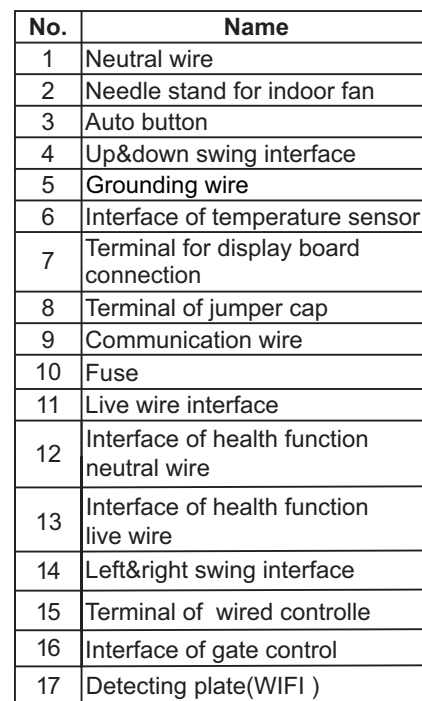 No. Name
1 Neutral wire
2 Needle stand for indoor fan
3 Auto button
4 Up&down swing interface
5 Grounding wire
6 Interface of temperature sensor
7 Terminal for display board
connection
8 Terminal of jumper cap
9 Communication wire
10 Fuse
11 Live wire interface
12 Interface of health function
neutral wire
13 Interface of health function
live wire
14 Left&right swing interface
15 Terminal of wired controlle
16 Interface of gate control
17 Detecting plate(WIFI )